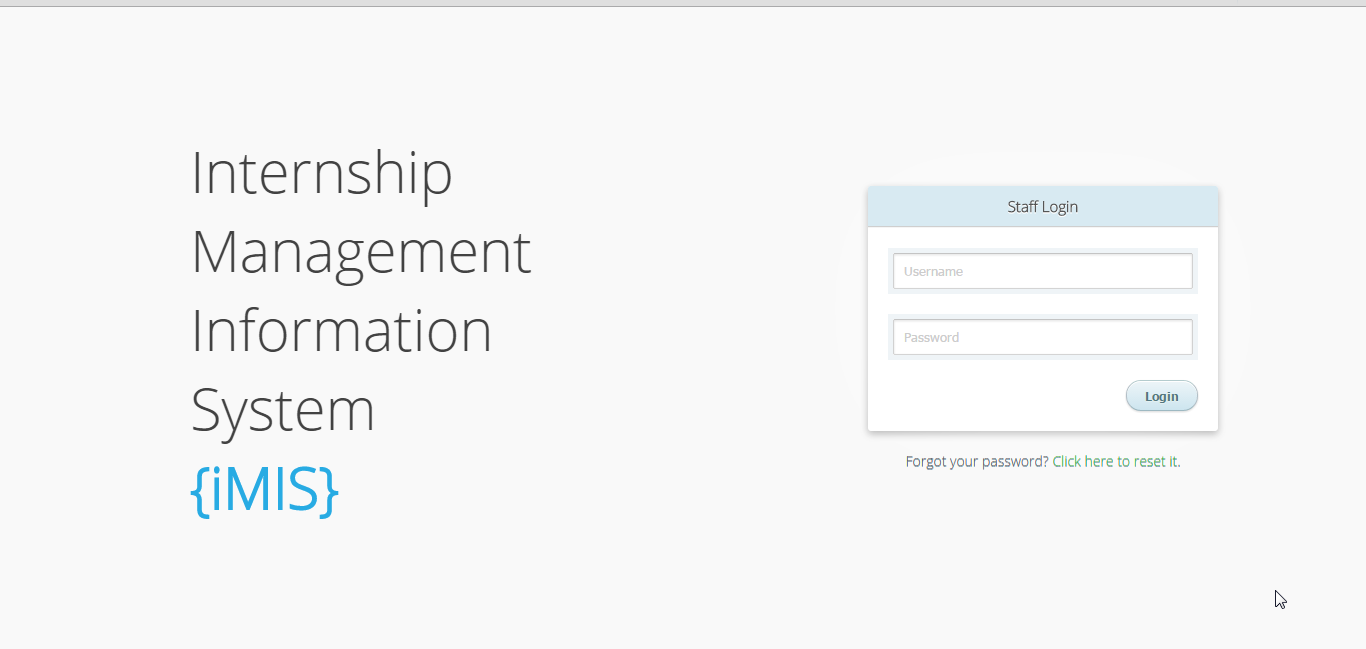 Internship
Management
Information
System
{iMIS}
Staff Login
Username
Password
Login
Forgot your password? Click here to reset it.